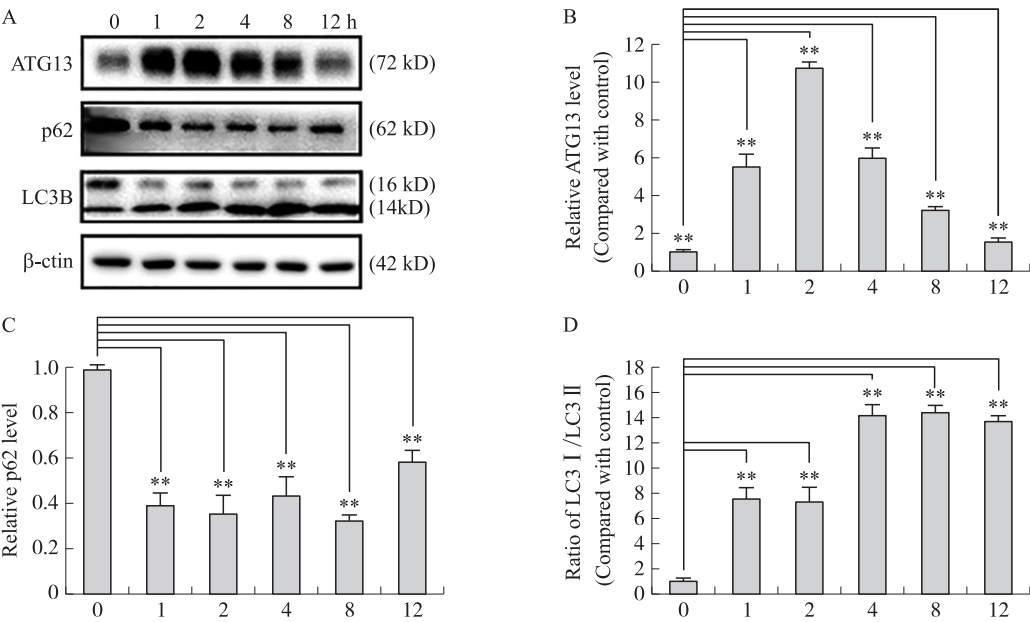 A
0 1 2 4 8 12 h
ATG13 (72 kD)
p62 (62 kD)
LC3B (16 kD)
(14kD)
β-ctin (42 kD)
B
Relative ATG13 level
(Compared with control)
12
10
8
6
4
2
0
**
**
**
**
**
**
0 1 2 4 8 12
C
Relative p62 level
1.0
0.8
0.6
0.4
0.2
0
**
**
**
**
**
0 1 2 4 8 12
D
Ratio of LC3 Ⅰ/LC3 Ⅱ
(Compared with control)
18
16
14
12
10
8
6
4
2
0
**
**
**
**
**
0 1 2 4 8 12